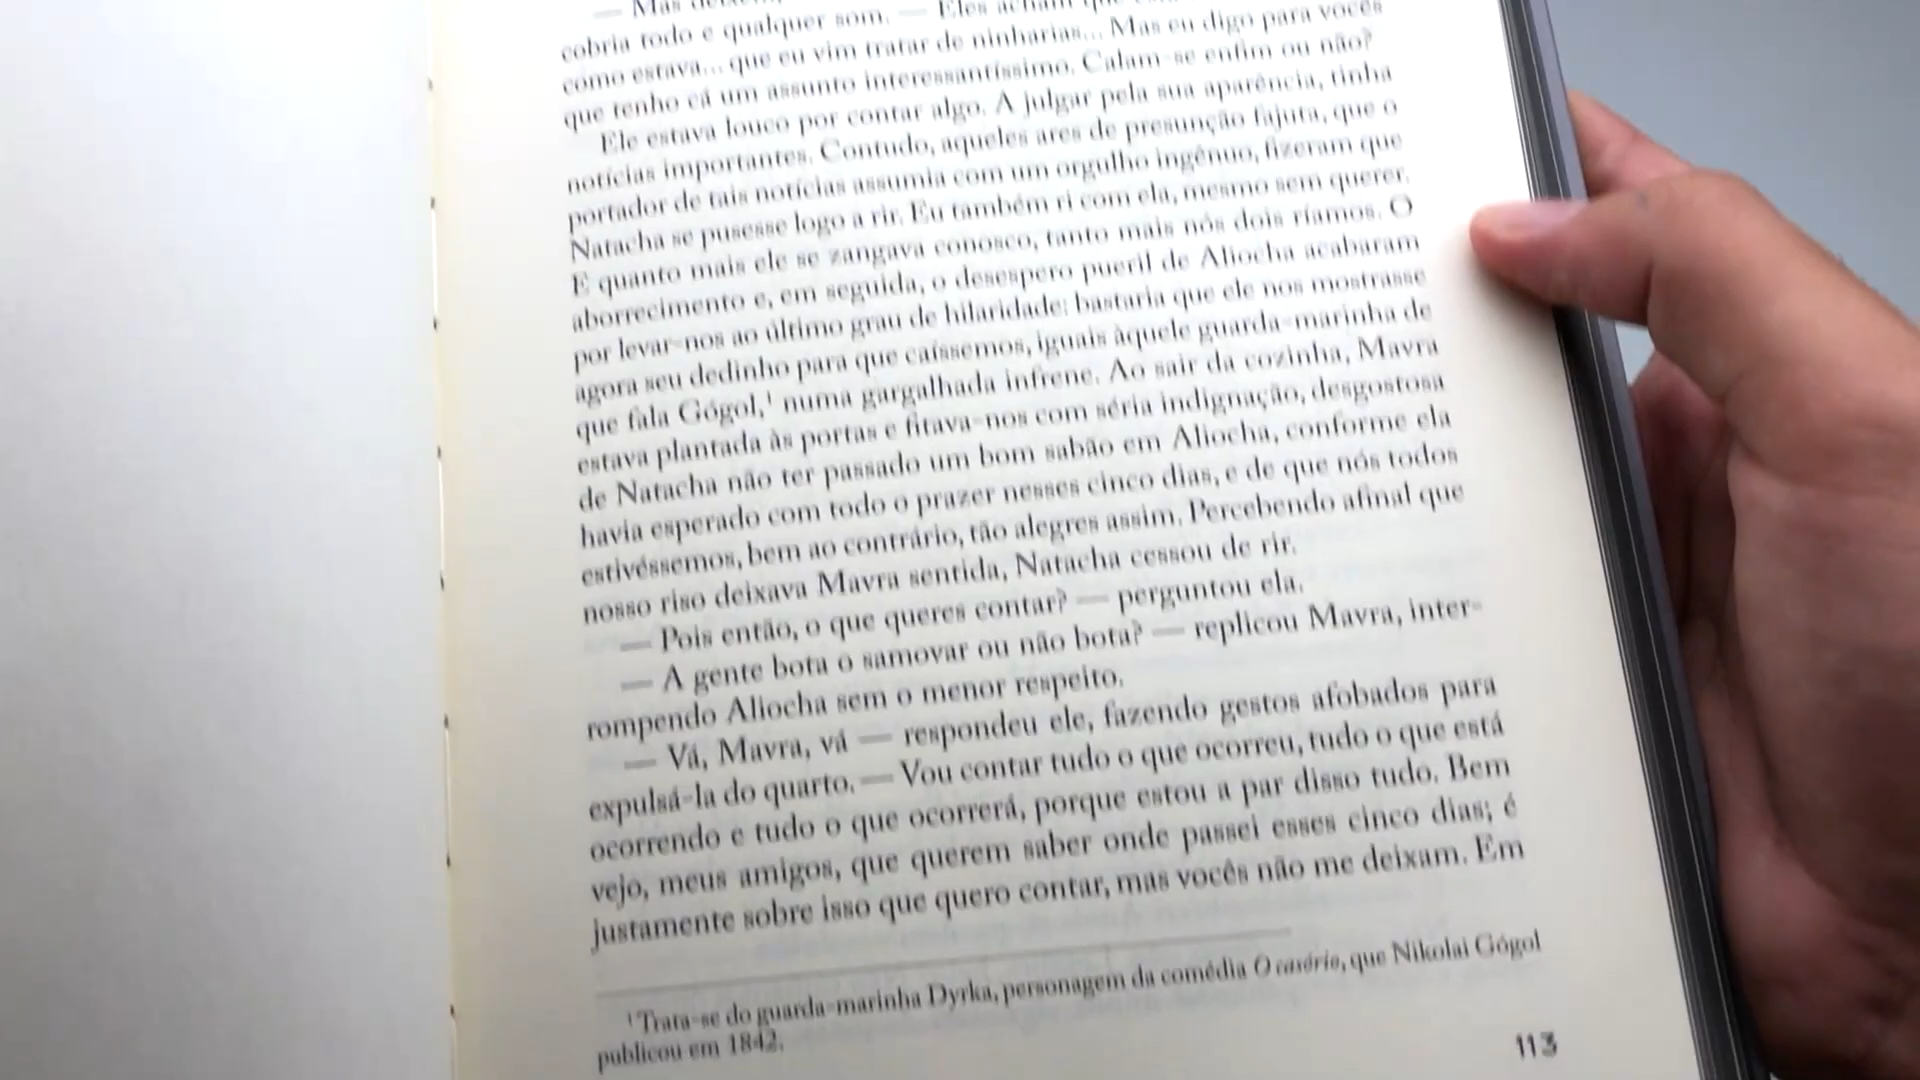 — Mas
cobria todo e qualquer som. — Eles acham que
como estava... que eu vim tratar de ninharias... Mas eu digo para vocês
que tenho cá um assunto interessantíssimo. Calam-se enfim ou não?
Ele estava louco por contar algo. A julgar pela sua aparência, tinha
notícias importantes. Contudo, aqueles ares de presunção fajuta, que o
portador de tais notícias assumia com um orgulho ingênuo, fizeram que
Natacha se pusesse logo a rir. Eu também ri com ela, mesmo sem querer.
E quanto mais ele se zangava conosco, tanto mais nós dois ríamos. O
aborrecimento e, em seguida, o desespero pueril de Aliocha acabaram
por levar-nos ao último grau de hilaridade: bastaria que ele nos mostrasse
agora seu dedinho para que caíssemos, iguais àquele guarda-marinha de
que fala Gógol,¹ numa gargalhada infrene. Ao sair da cozinha, Mavra
estava plantada às portas e fitava-nos com séria indignação, desgostosa
de Natacha não ter passado um bom sabão em Aliocha, conforme ela
havia esperado com todo o prazer nesses cinco dias, e de que nós todos
estivéssemos, bem ao contrário, tão alegres assim. Percebendo afinal que
nosso riso deixava Mavra sentida, Natacha cessou de rir.
— Pois então, o que queres contar? — perguntou ela.
— A gente bota o samovar ou não bota? — replicou Mavra, inter-
rompendo Aliocha sem o menor respeito.
— Vá, Mavra, vá — respondeu ele, fazendo gestos afobados para
expulsá-la do quarto. — Vou contar tudo o que ocorreu, tudo o que está
ocorrendo e tudo o que ocorrerá, porque estou a par disso tudo. Bem
vejo, meus amigos, que querem saber onde passei esses cinco dias; é
justamente sobre isso que quero contar, mas vocês não me deixam. Em
¹ Trata-se do guarda-marinha Dyrka, personagem da comédia O casório, que Nikolai Gógol
publicou em 1842.
113